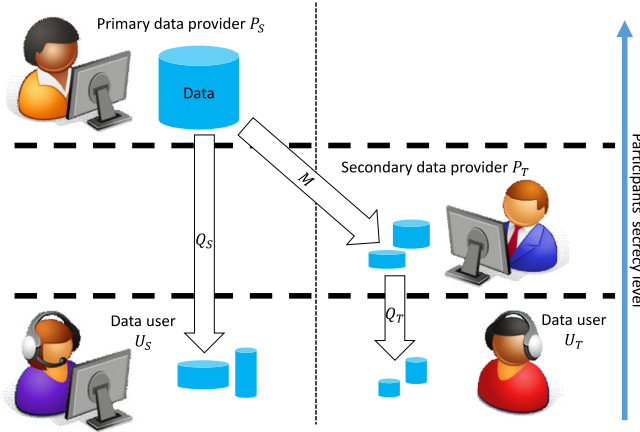 Primary data provider P_S
Data
Secondary data provider P_T
M
Q_S
Q_T
Data user
U_S
Data user
U_T
Participants secrecy level